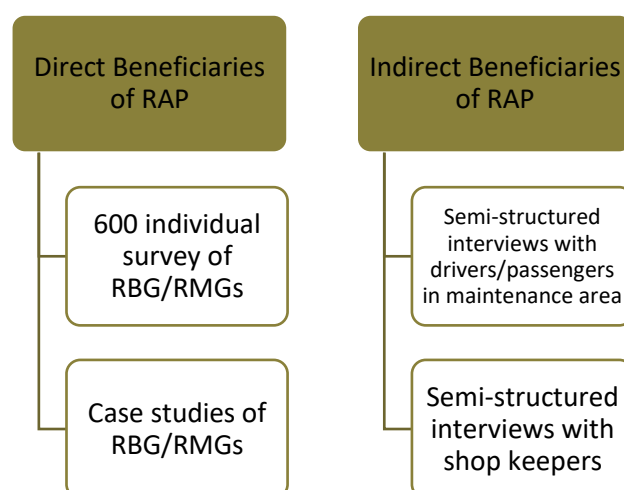 Direct Beneficiaries
of RAP
600 individual
survey of
RBG/RMGs
Case studies of
RBG/RMGs
Indirect Beneficiaries
of RAP
Semi-structured
interviews with
drivers/passengers
in maintenance area
Semi-structured
interviews with
shop keepers